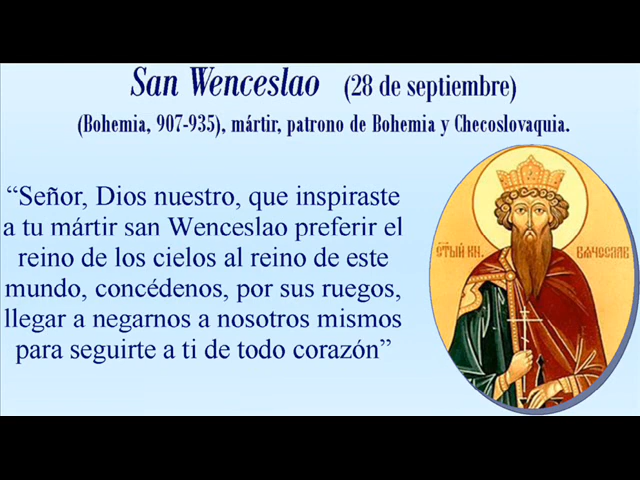 San Wenceslao (28 de septiembre)
(Bohemia, 907-935), mártir, patrono de Bohemia y Checoslovaquia.
“Señor, Dios nuestro, que inspiraste
a tu mártir san Wenceslao preferir el
reino de los cielos al reino de este
mundo, concédenos, por sus ruegos,
llegar a negarnos a nosotros mismos
para seguirte a ti de todo corazón”
КН.
ВѦЧЕСЛАВ